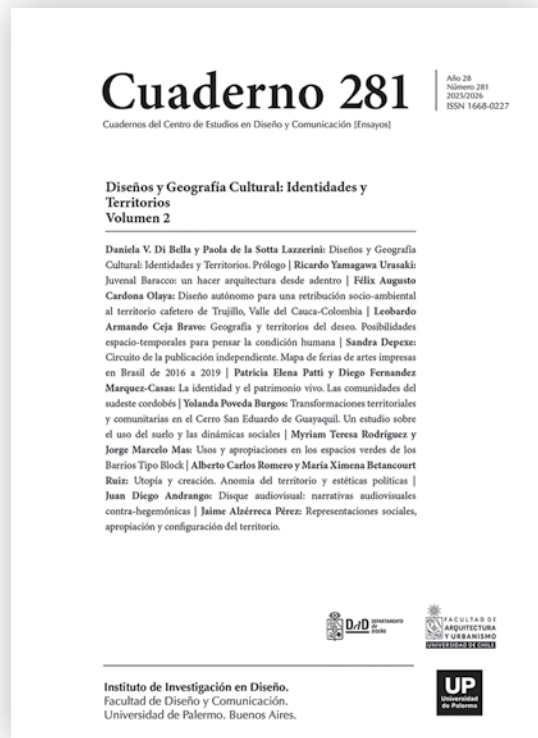 Cuaderno 281
Año 28
Número 281
2025/2026
ISSN 1668-0227
Cuadernos del Centro de Estudios en Diseño y Comunicación [Ensayos]
Diseños y Geografía Cultural: Identidades y
Territorios
Volumen 2
Daniela V. Di Bella y Paola de la Sotta Lazzerini: Diseños y Geografía
Cultural: Identidades y Territorios. Prólogo | Ricardo Yamagawa Urasaki:
Juvenal Baracco: un hacer arquitectura desde adentro | Félix Augusto
Cardona Olaya: Diseño autónomo para una retribución socio-ambiental
al territorio cafetero de Trujillo, Valle del Cauca-Colombia | Leobardo
Armando Ceja Bravo: Geografía y territorios del deseo. Posibilidades
espacio-temporales para pensar la condición humana | Sandra Depexe:
Circuito de la publicación independiente. Mapa de ferias de artes impresas
en Brasil de 2016 a 2019 | Patricia Elena Patti y Diego Fernandez
Marquez-Casas: La identidad y el patrimonio vivo. Las comunidades del
sudeste cordobés | Yolanda Poveda Burgos: Transformaciones territoriales
y comunitarias en el Cerro San Eduardo de Guayaquil. Un estudio sobre
el uso del suelo y las dinámicas sociales | Myriam Teresa Rodríguez y
Jorge Marcelo Mas: Usos y apropiaciones en los espacios verdes de los
Barrios Tipo Block | Alberto Carlos Romero y María Ximena Betancourt
Ruiz: Utopía y creación. Anomia del territorio y estéticas políticas |
Juan Diego Andrango: Disque audiovisual: narrativas audiovisuales
contra-hegemónicas | Jaime Alzérreca Pérez: Representaciones sociales,
apropiación y configuración del territorio.
DAD DEPARTAMENTO
de
DISEÑO
FACULTAD DE
ARQUITECTURA
Y URBANISMO
UNIVERSIDAD DE CHILE
Instituto de Investigación en Diseño.
Facultad de Diseño y Comunicación.
Universidad de Palermo. Buenos Aires.
UP
Universidad
de Palermo